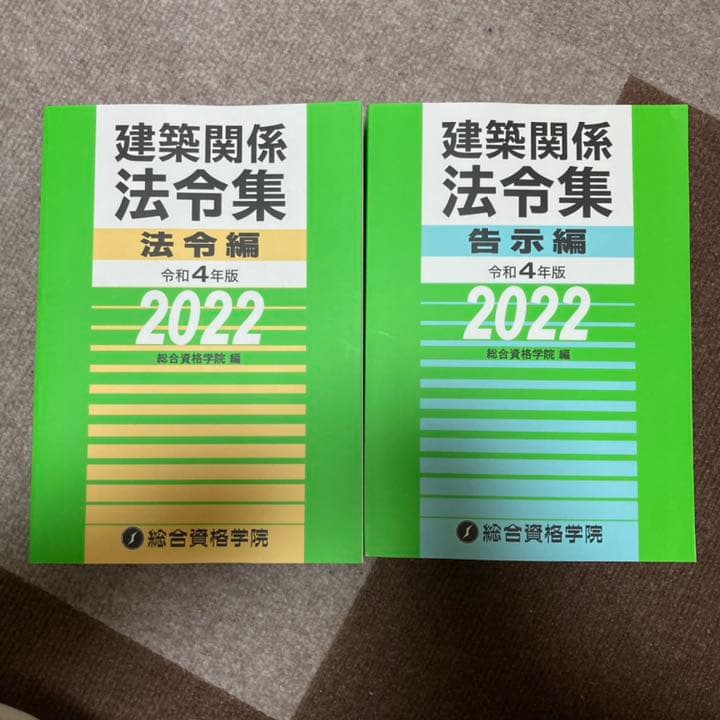 建築関係
法令集
法令編
令和4年版
2022
総合資格学院 編
総合資格学院
建築関係
法令集
告示編
令和4年版
2022
総合資格学院 編
総合資格学院